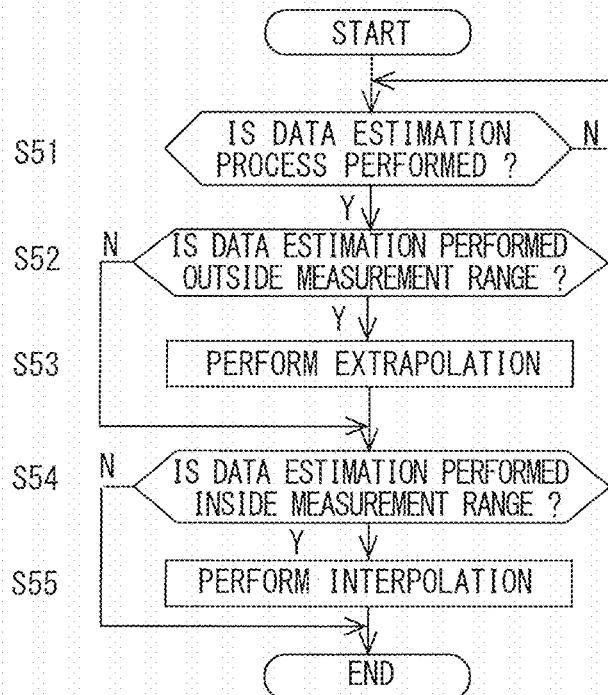 START
S51
IS DATA ESTIMATION
PROCESS PERFORMED ?
N
Y
S52
N
IS DATA ESTIMATION PERFORMED
OUTSIDE MEASUREMENT RANGE ?
Y
S53
PERFORM EXTRAPOLATION
S54
N
IS DATA ESTIMATION PERFORMED
INSIDE MEASUREMENT RANGE ?
Y
S55
PERFORM INTERPOLATION
END